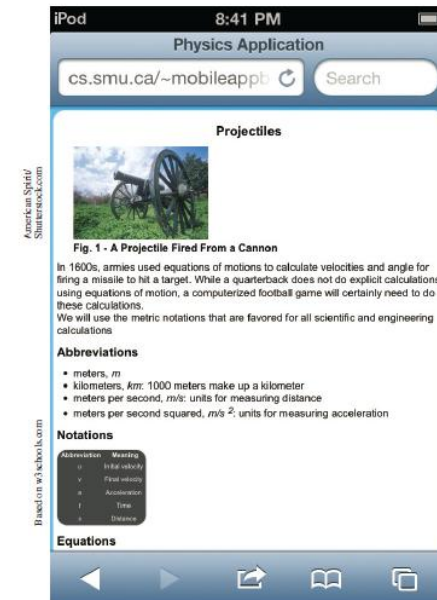 iPod 8:41 PM
Physics Application
cs.smu.ca/~mobileappb Search
Projectiles
American Spirit/
Shutterstock.com
Fig. 1 - A Projectile Fired From a Cannon
In 1600s, armies used equations of motions to calculate velocities and angle for
firing a missile to hit a target. While a quarterback does not do explicit calculations
using equations of motion, a computerized football game will certainly need to do
these calculations.
We will use the metric notations that are favored for all scientific and engineering
calculations
Abbreviations
• meters, m
• kilometers, km: 1000 meters make up a kilometer
• meters per second, m/s: units for measuring distance
• meters per second squared, m/s ²: units for measuring acceleration
Notations
Based on w3schools.com
Abbreviation Meaning
u Initial velocity
v Final velocity
a Acceleration
t Time
s Distance
Equations